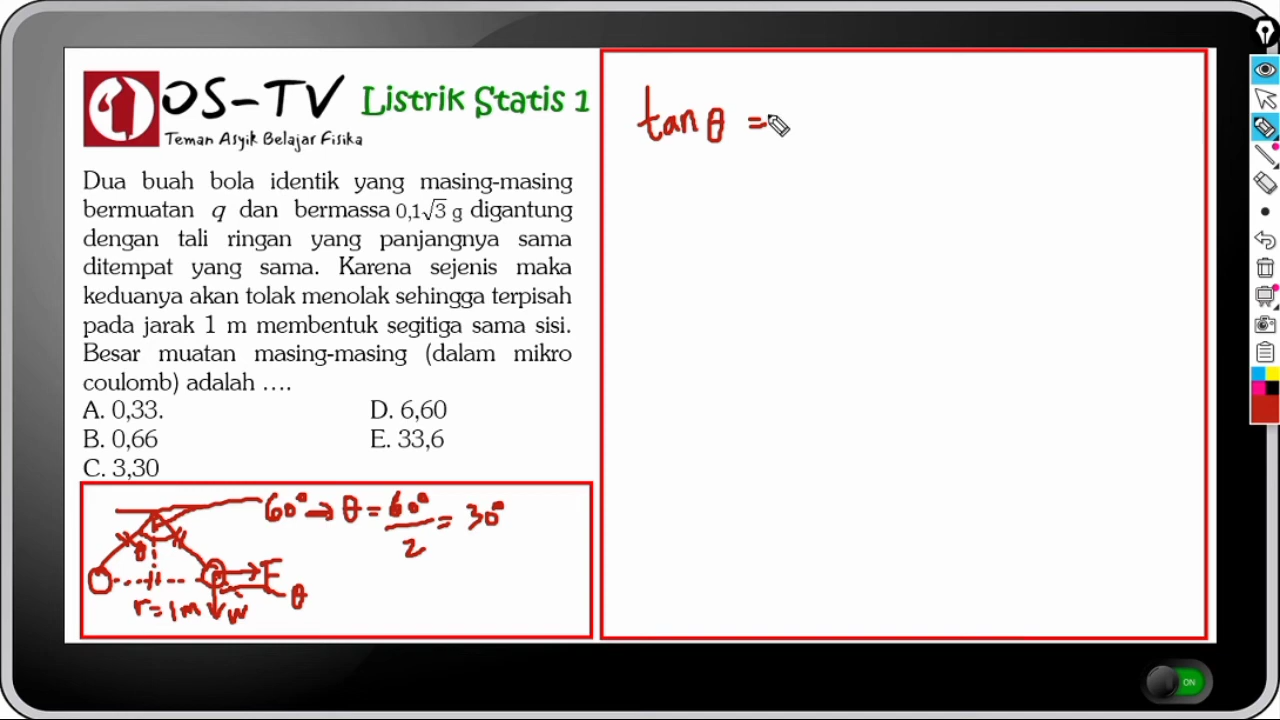 OS-TV Listrik Statis 1
Teman Asyik Belajar Fisika
Dua buah bola identik yang masing-masing
bermuatan q dan bermassa 0,1√3 g digantung
dengan tali ringan yang panjangnya sama
ditempat yang sama. Karena sejenis maka
keduanya akan tolak menolak sehingga terpisah
pada jarak 1 m membentuk segitiga sama sisi.
Besar muatan masing-masing (dalam mikro
coulomb) adalah ....
A. 0,33.
D. 6,60
B. 0,66
E. 33,6
C. 3,30
60° → θ = 60°/2 = 30°
θ
F
θ
r = 1 m
W
tan θ =
ON